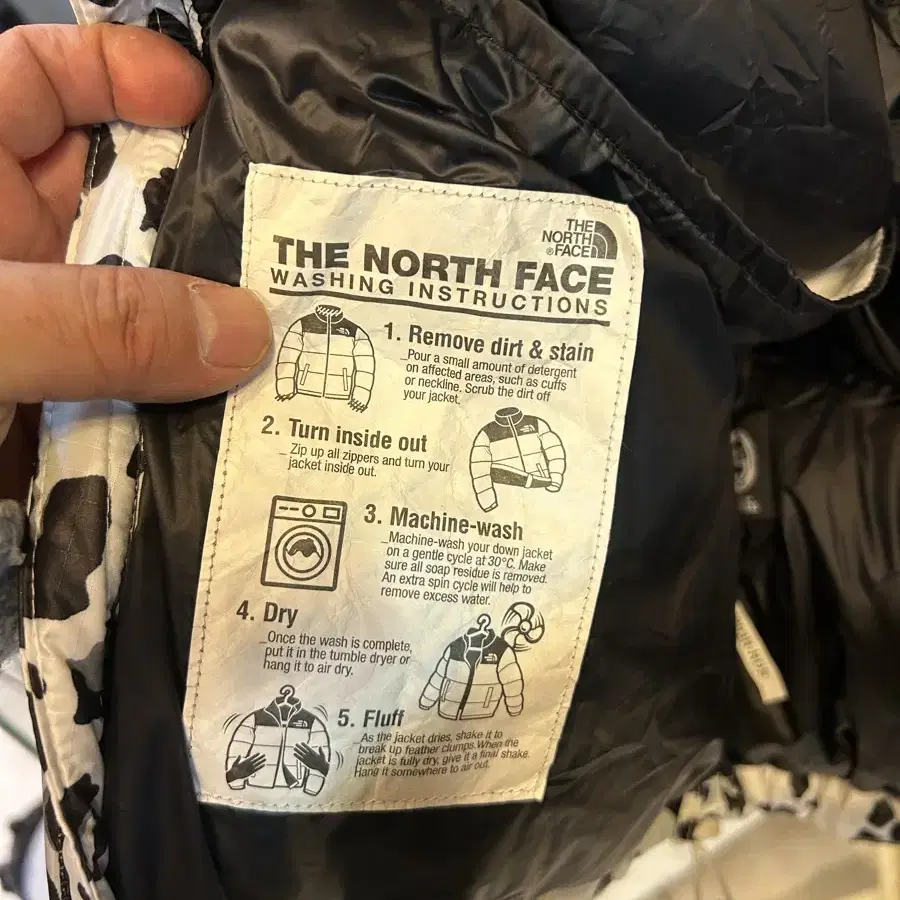 THE
NORTH
®FACE
THE NORTH FACE
WASHING INSTRUCTIONS
1. Remove dirt & stain
_Pour a small amount of detergent
on affected areas, such as cuffs
or neckline. Scrub the dirt off
your jacket.
2. Turn inside out
_Zip up all zippers and turn your
jacket inside out.
3. Machine-wash
_Machine-wash your down jacket
on a gentle cycle at 30°C. Make
sure all soap residue is removed.
An extra spin cycle will help to
remove excess water.
4. Dry
_Once the wash is complete,
put it in the tumble dryer or
hang it to air dry.
5. Fluff
_As the jacket dries, shake it to
break up feather clumps.When the
jacket is fully dry, give it a final shake.
Hang it somewhere to air out.